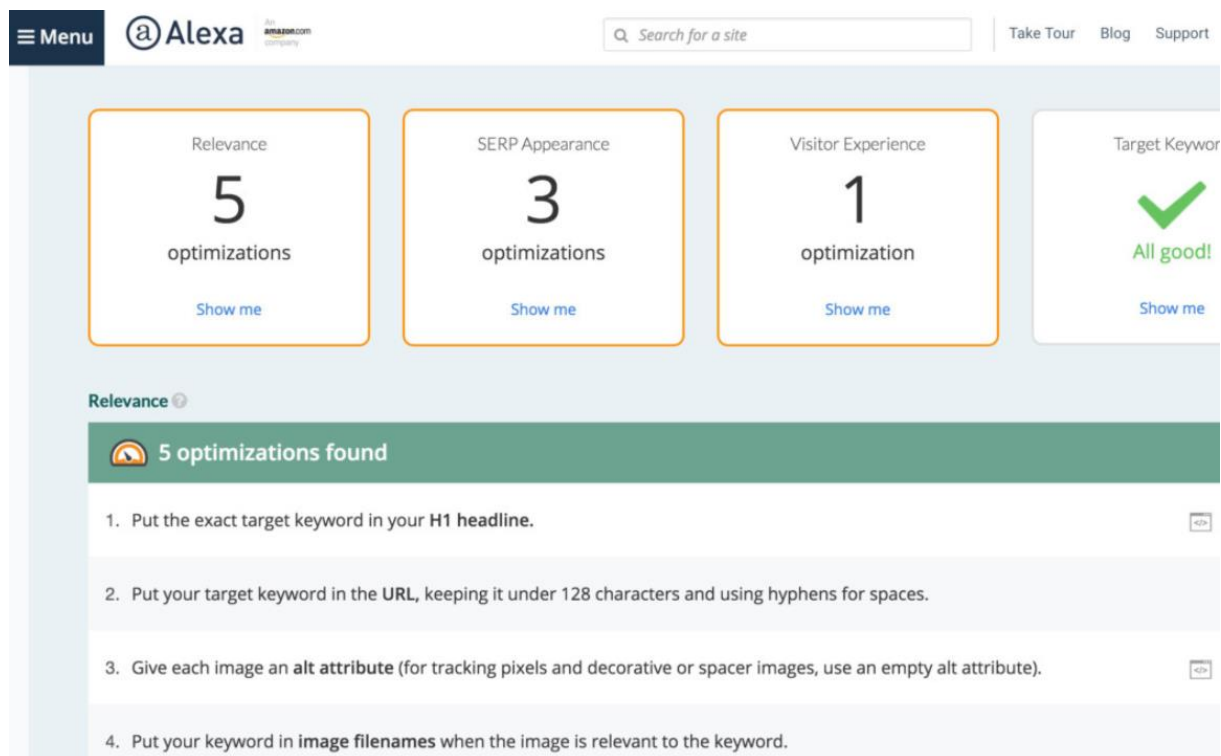 Menu
Alexa
An
amazon.com
company
Search for a site
Take Tour Blog Support
Relevance
5
optimizations
Show me
SERP Appearance
3
optimizations
Show me
Visitor Experience
1
optimization
Show me
Target Keywor
All good!
Show me
Relevance ?
5 optimizations found
1. Put the exact target keyword in your H1 headline.
2. Put your target keyword in the URL, keeping it under 128 characters and using hyphens for spaces.
3. Give each image an alt attribute (for tracking pixels and decorative or spacer images, use an empty alt attribute).
4. Put your keyword in image filenames when the image is relevant to the keyword.